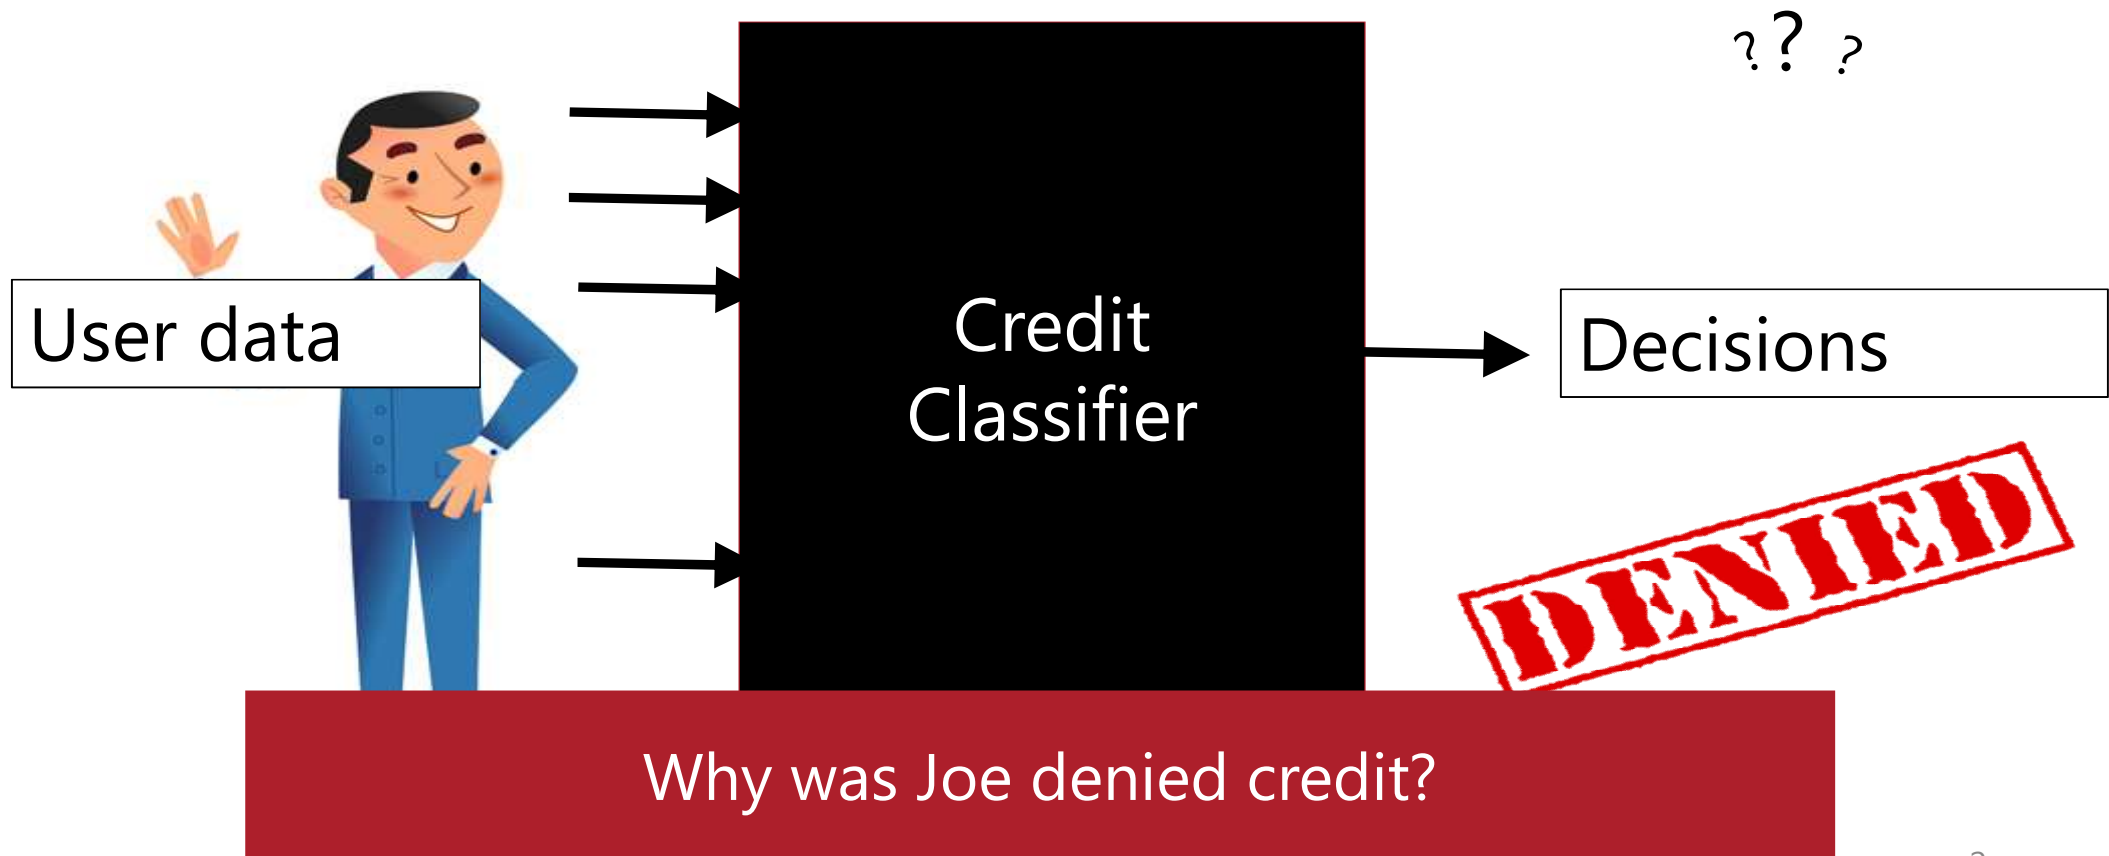 ? ? ?
User data
Credit
Classifier
Decisions
DENIED
Why was Joe denied credit?